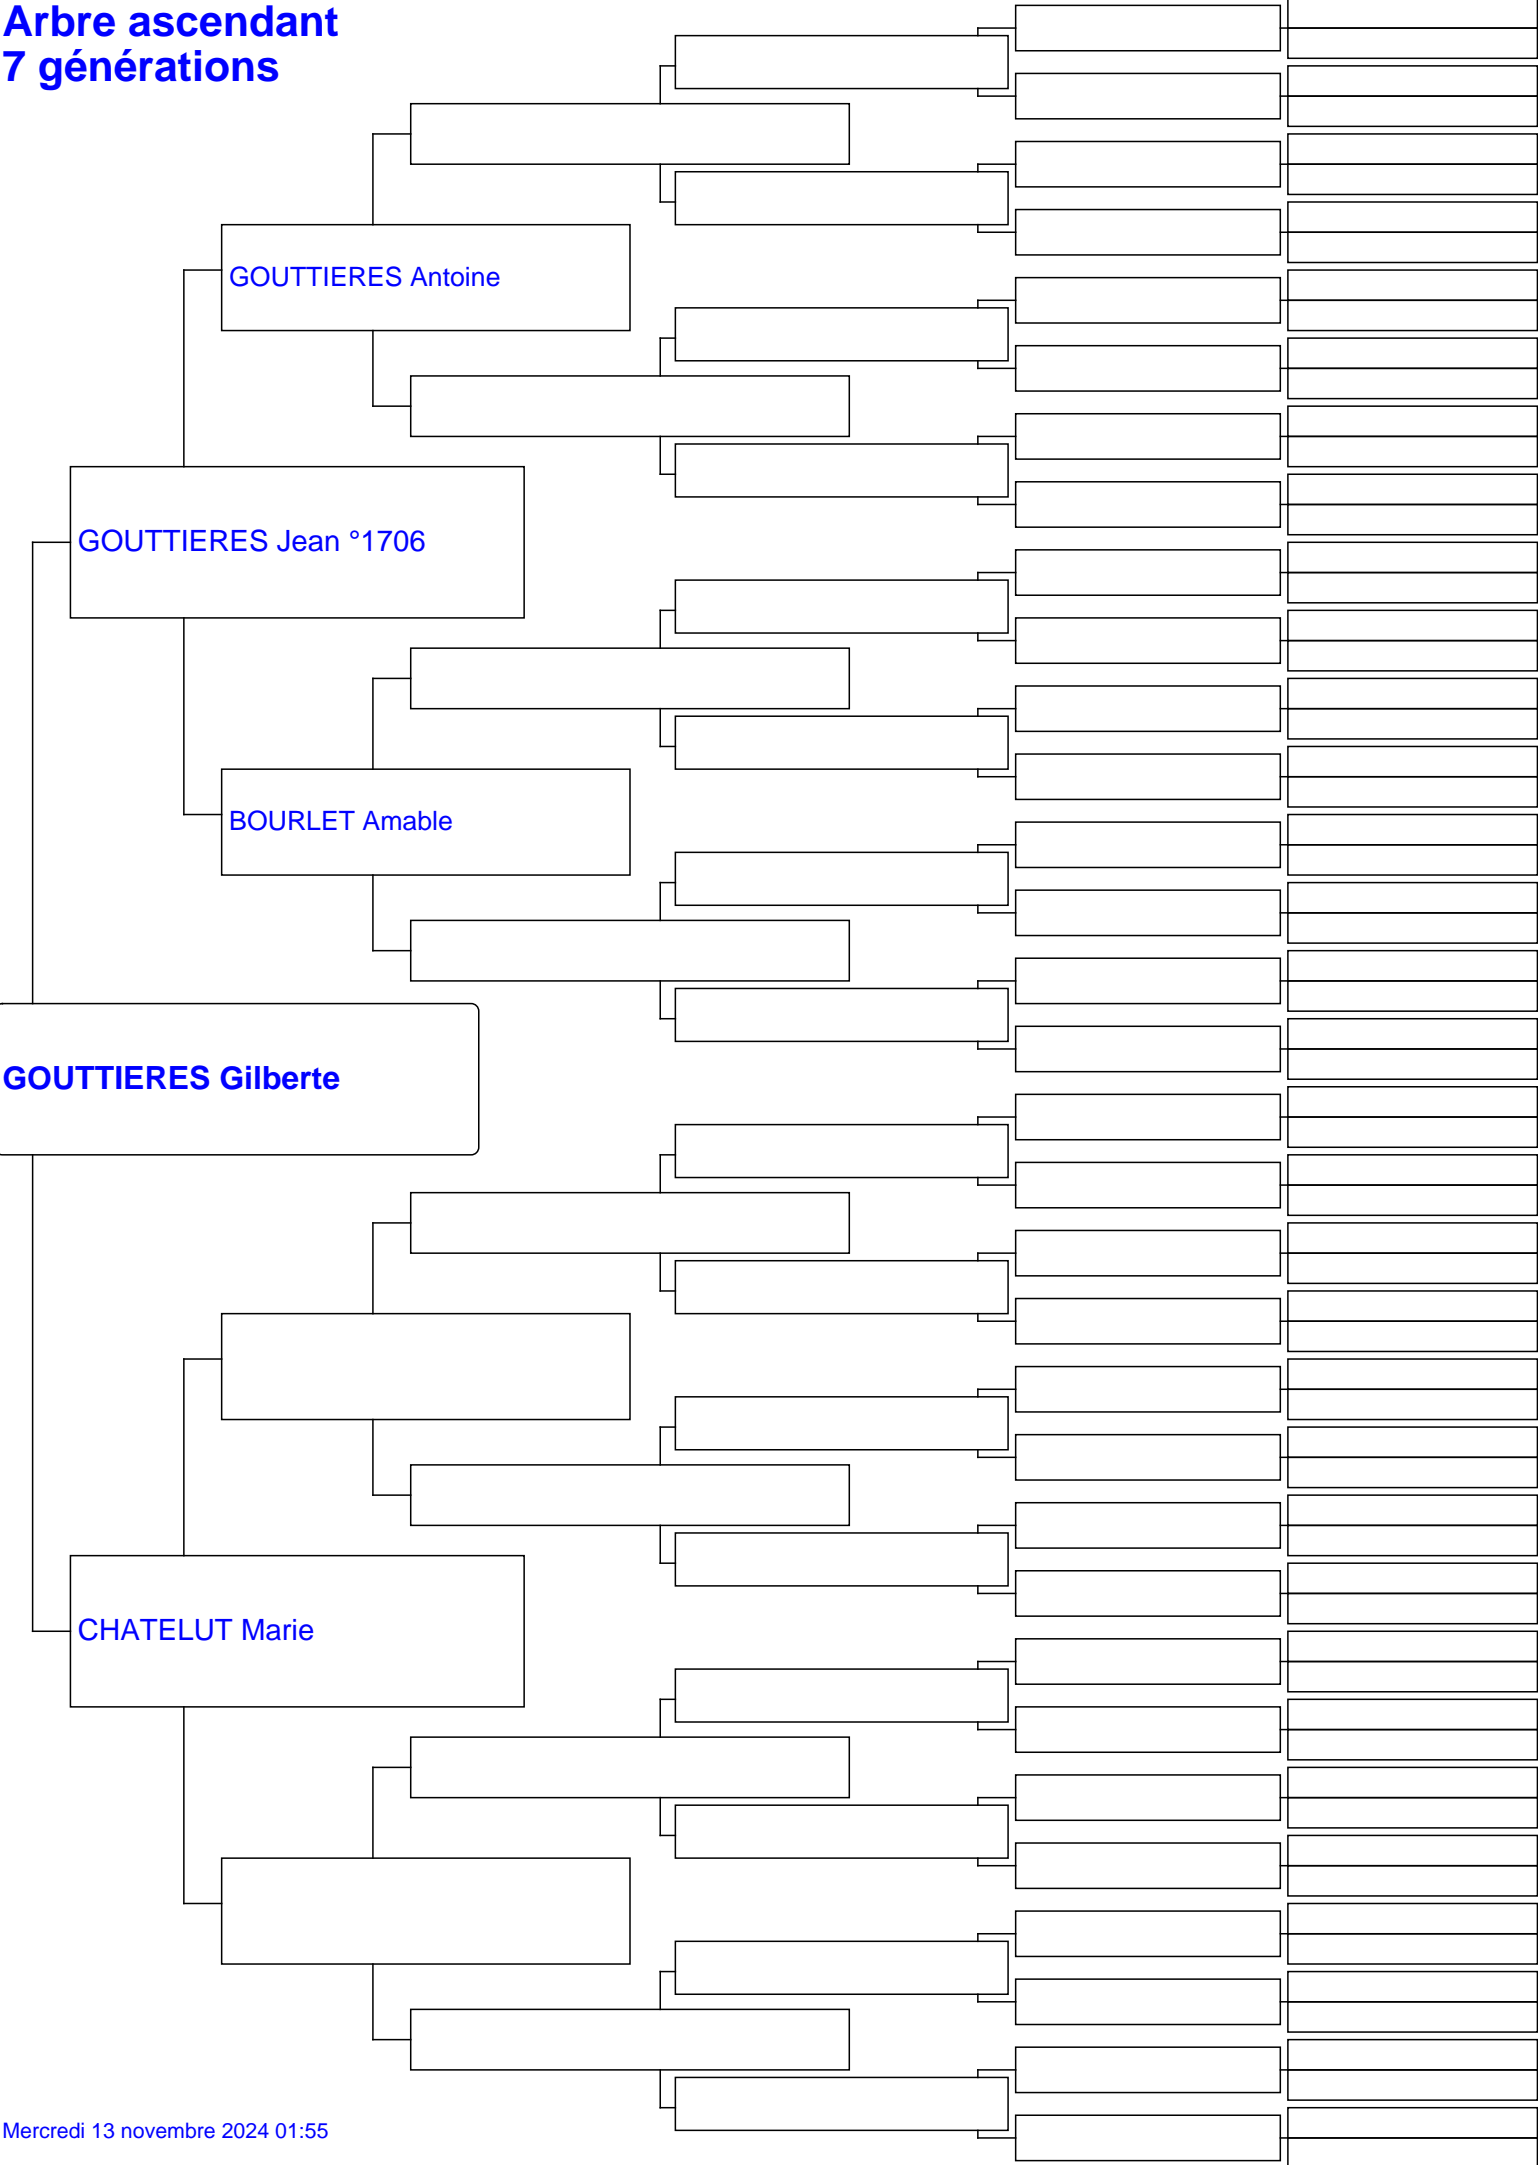 Arbre ascendant
7 générations
GOUTTIERES Antoine
GOUTTIERES Jean °1706
BOURLET Amable
GOUTTIERES Gilberte
CHATELUT Marie
Mercredi 13 novembre 2024 01:55